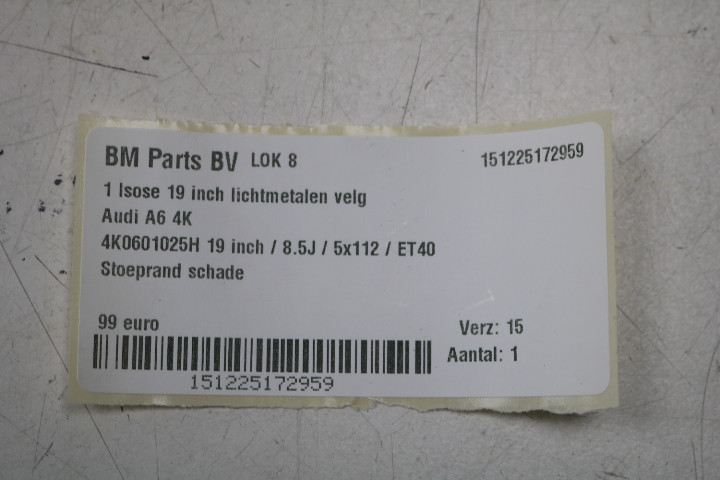 BM Parts BV LOK 8 151225172959
1 lsose 19 inch lichtmetalen velg
Audi A6 4K
4K0601025H 19 inch / 8.5J / 5x112 / ET40
Stoeprand schade
99 euro Verz: 15
Aantal: 1
151225172959